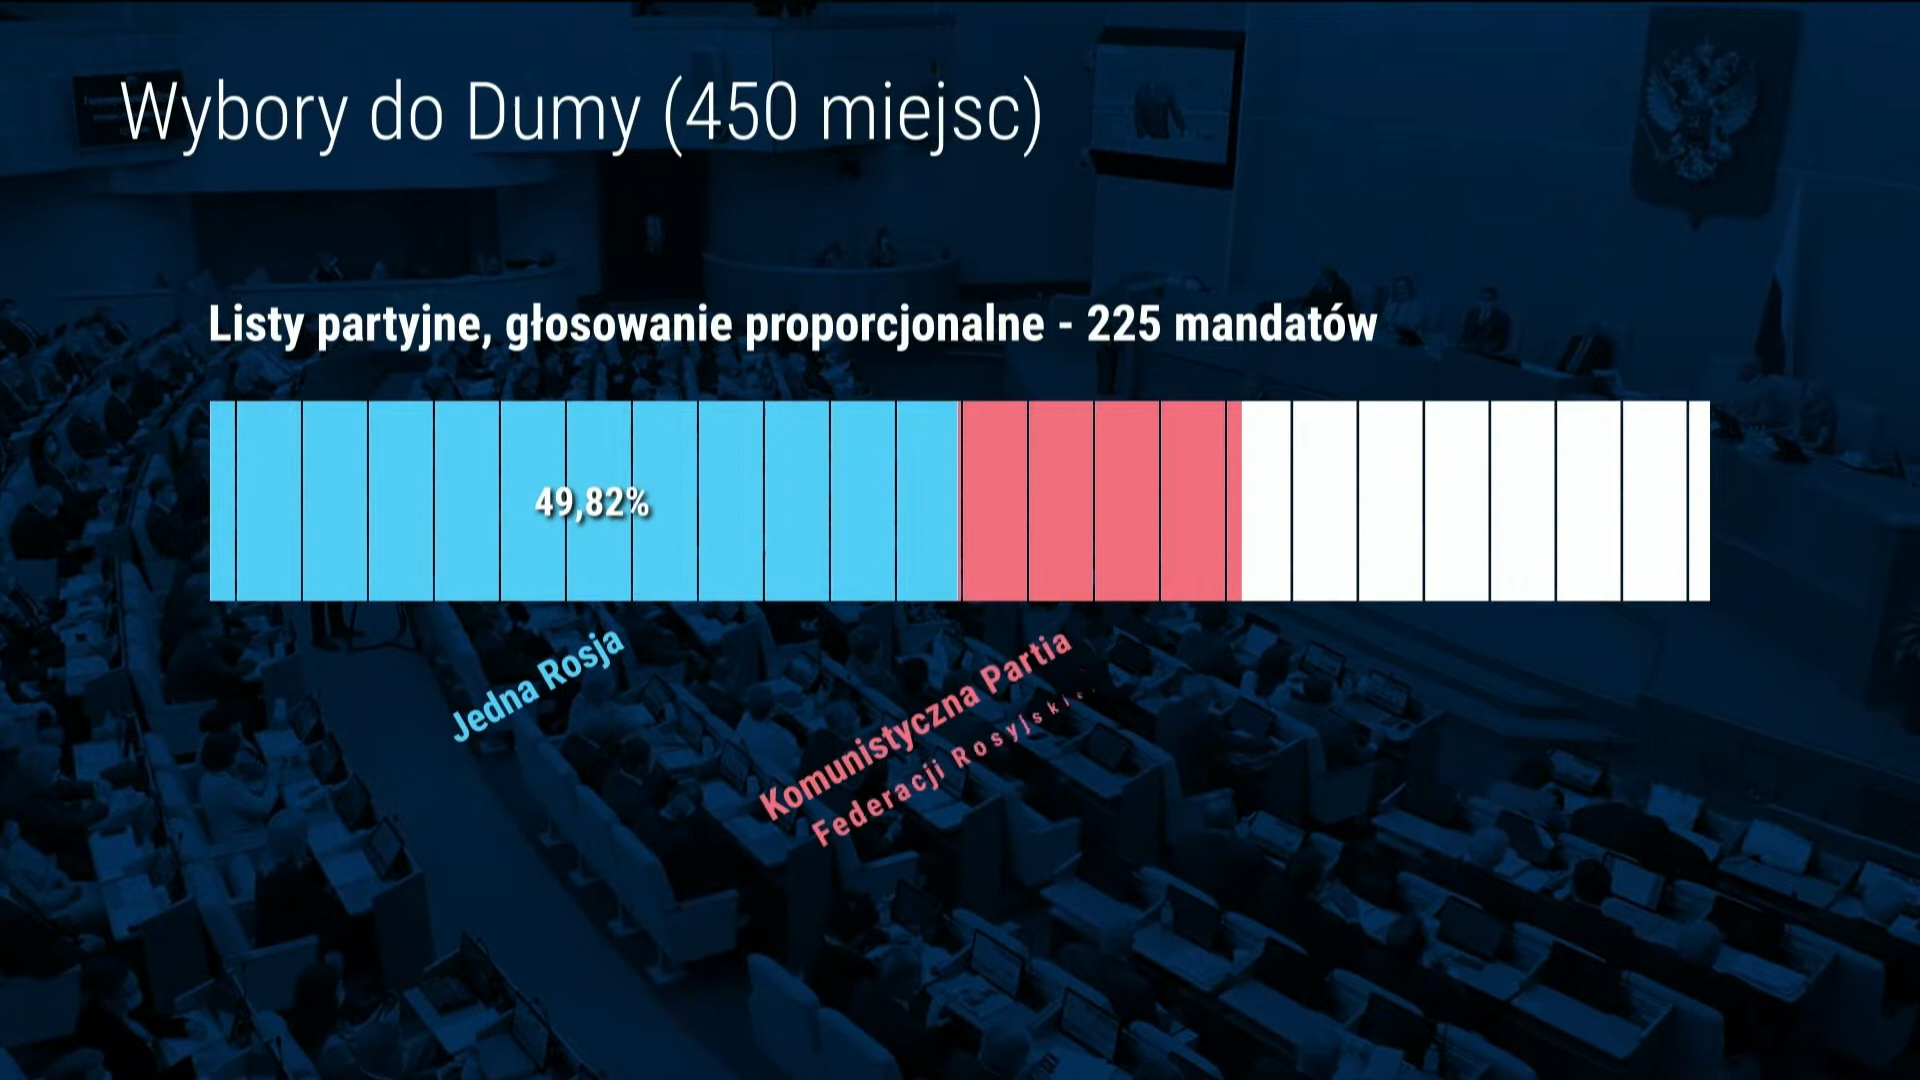 Wybory do Dumy (450 miejsc)
Listy partyjne, głosowanie proporcjonalne - 225 mandatów
49,82%
Jedna Rosja
Komunistyczna Partia
Federacji